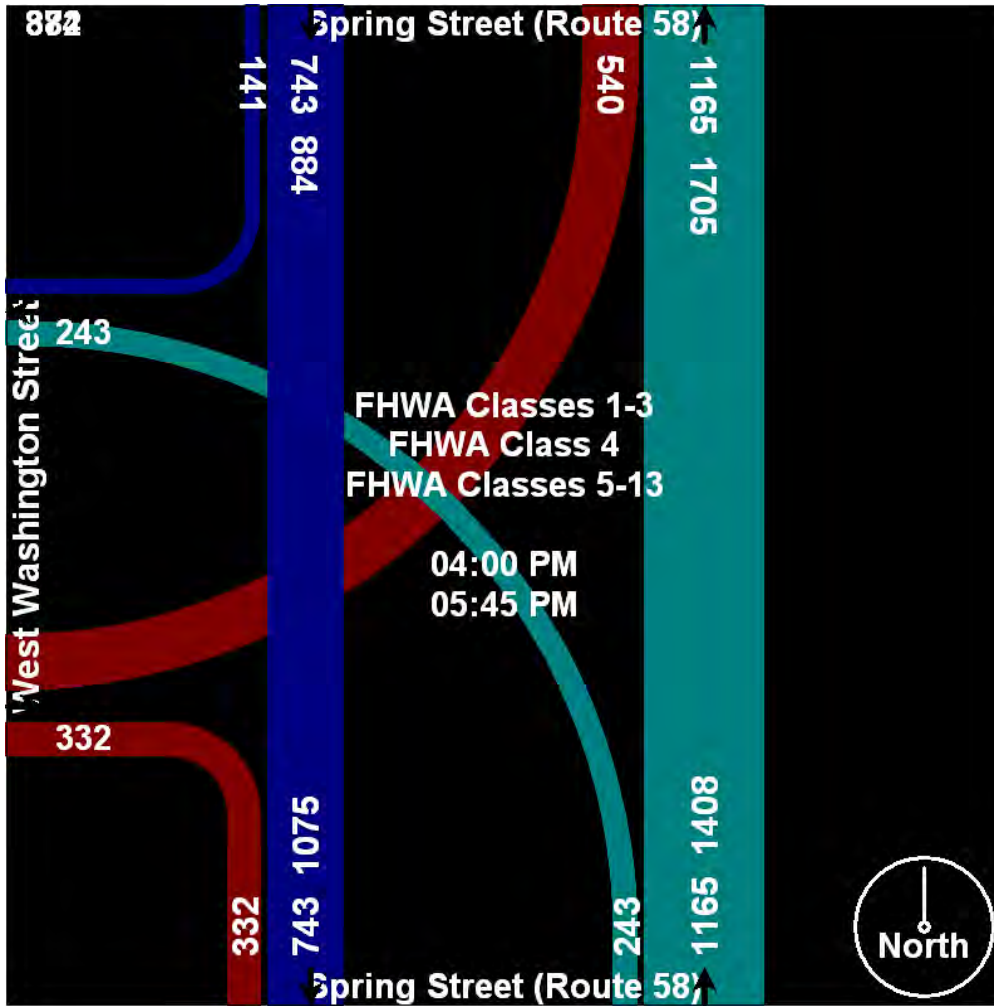 Spring Street (Route 58)
141
743 884
540
1165 1705
243
West Washington Street
FHWA Classes 1-3
FHWA Class 4
FHWA Classes 5-13
04:00 PM
05:45 PM
332
332
743 1075
243
1165 1408
North
Spring Street (Route 58)